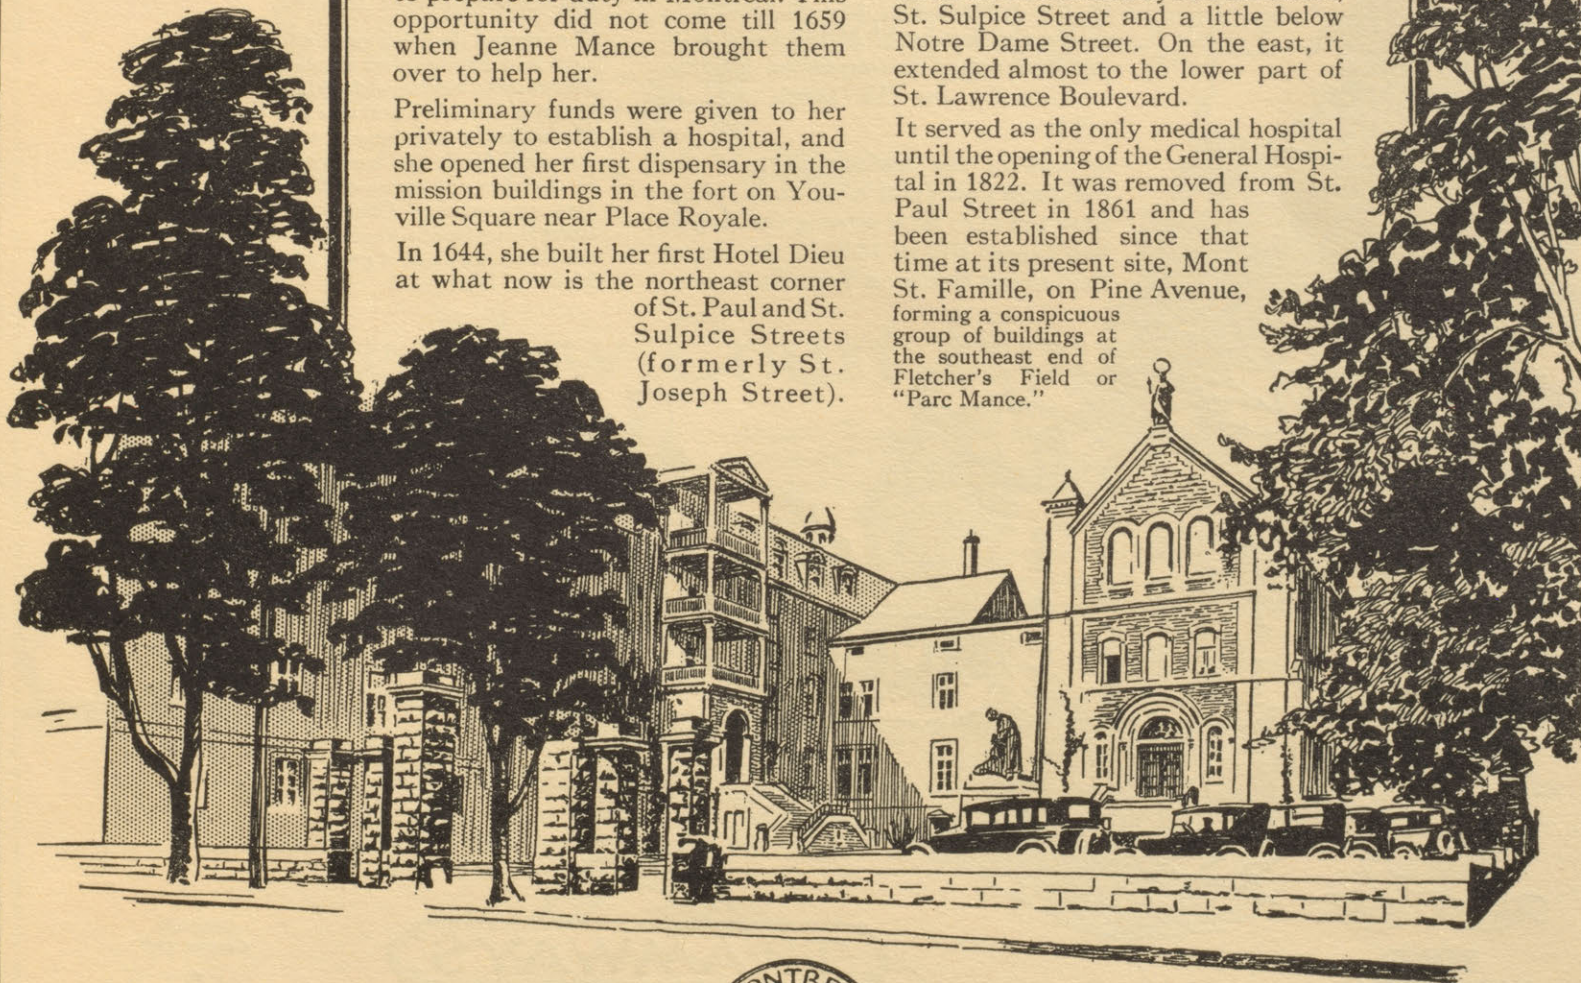 to prepare for duty in Montreal. This
opportunity did not come till 1659
when Jeanne Mance brought them
over to help her.
Preliminary funds were given to her
privately to establish a hospital, and
she opened her first dispensary in the
mission buildings in the fort on You-
ville Square near Place Royale.
In 1644, she built her first Hotel Dieu
at what now is the northeast corner
of St. Paul and St.
Sulpice Streets
(formerly St.
Joseph Street).
St. Sulpice Street and a little below
Notre Dame Street. On the east, it
extended almost to the lower part of
St. Lawrence Boulevard.
It served as the only medical hospital
until the opening of the General Hospi-
tal in 1822. It was removed from St.
Paul Street in 1861 and has
been established since that
time at its present site, Mont
St. Famille, on Pine Avenue,
forming a conspicuous
group of buildings at
the southeast end of
Fletcher's Field or
"Parc Mance."
ONTRE